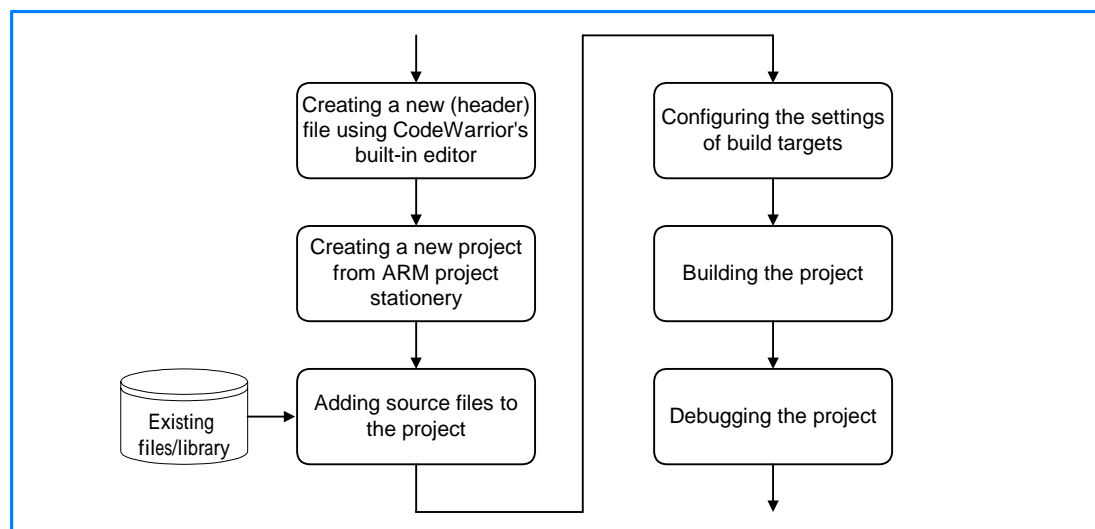 Creating a new (header)
file using CodeWarrior's
built-in editor
Creating a new project
from ARM project
stationery
Existing
files/library
Adding source files to
the project
Configuring the settings
of build targets
Building the project
Debugging the project